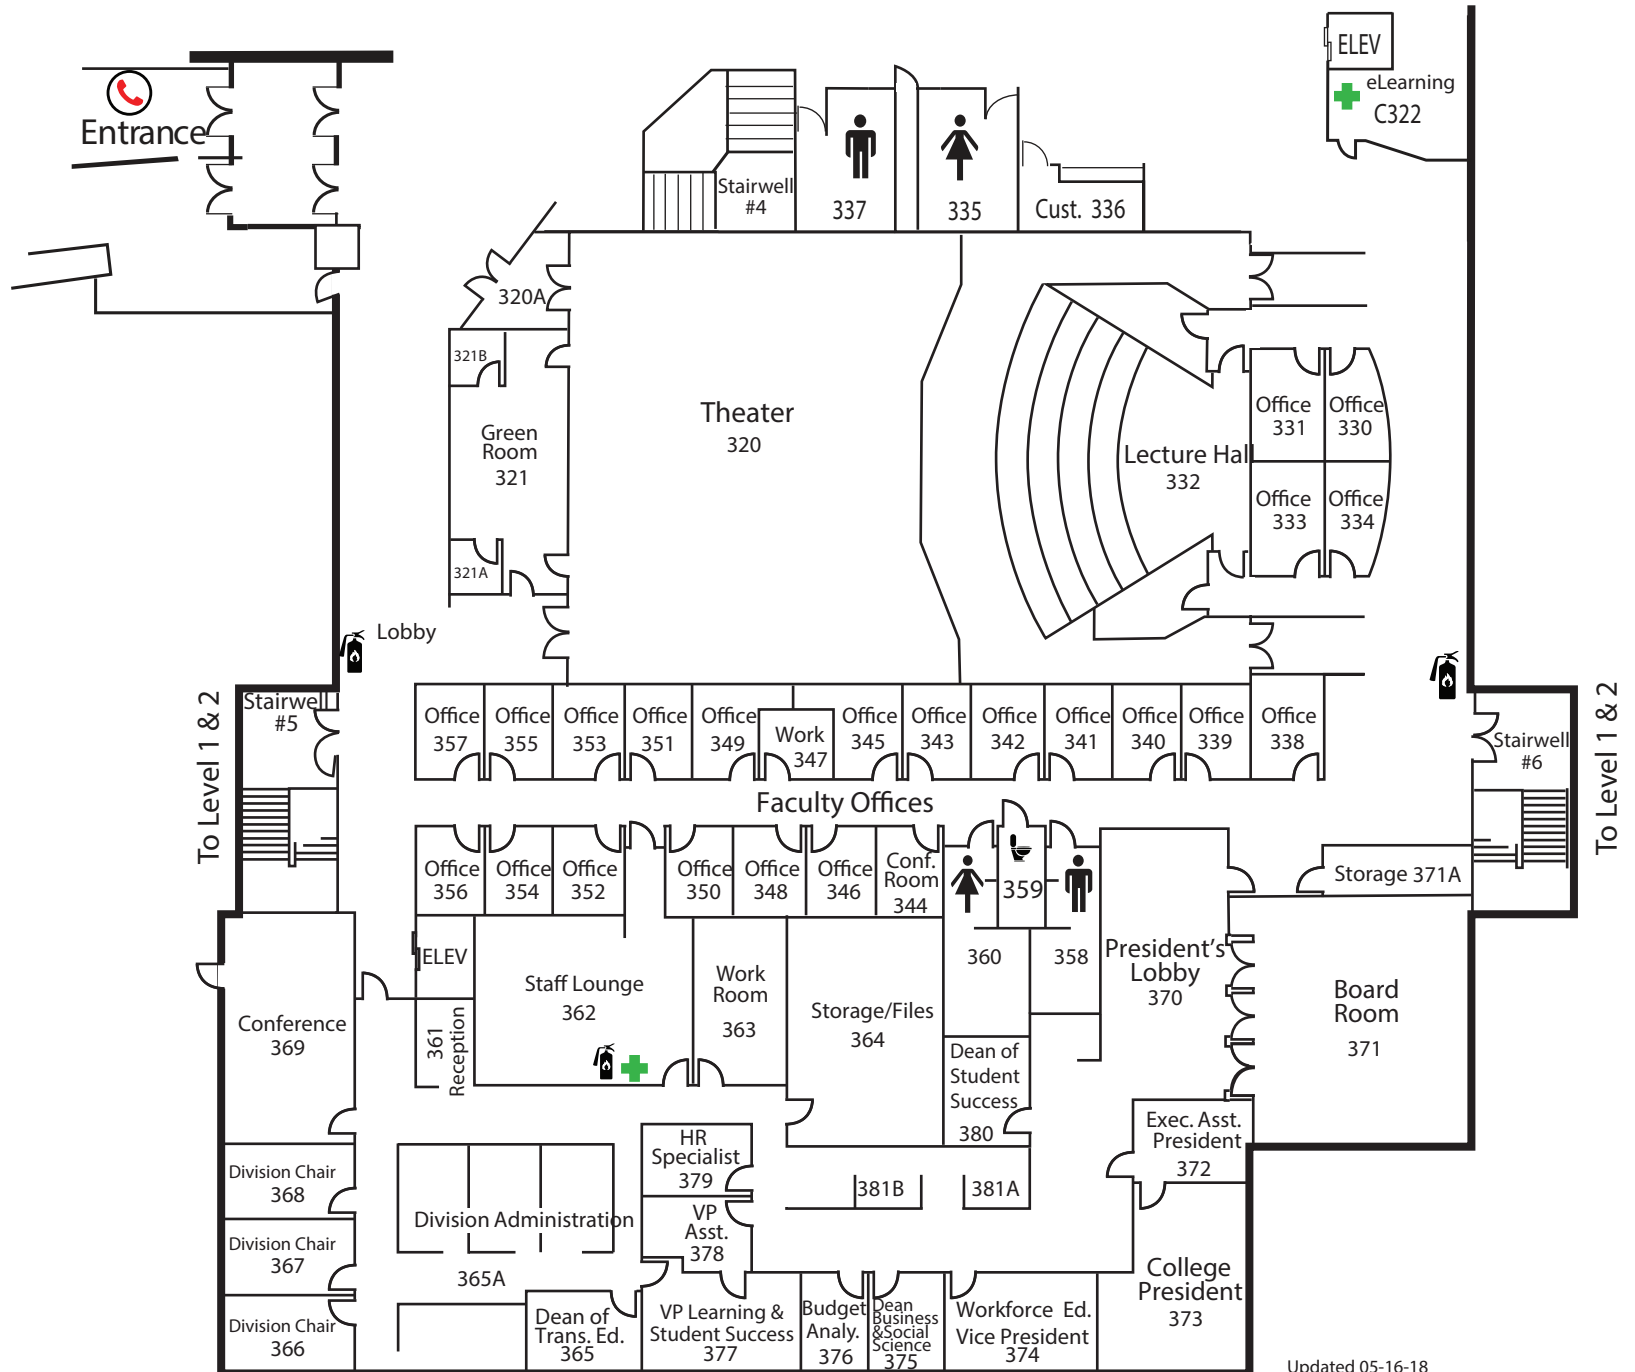 ELEV
eLearning
C322
Entrance
Stairwell
#4
337
335
Cust. 336
320A
321B
Green
Room
321
321A
Theater
320
Lecture Hall
332
Office
331
Office
330
Office
333
Office
334
Lobby
To Level 1 & 2
Stairwe
#5
Office
357
Office
355
Office
353
Office
351
Office
349
Work
347
Office
345
Office
343
Office
342
Office
341
Office
340
Office
339
Office
338
Stairwell
#6
To Level 1 & 2
Faculty Offices
Office
356
Office
354
Office
352
Office
350
Office
348
Office
346
Conf.
Room
344
359
360
358
Storage 371A
President's
Lobby
370
Board
Room
371
ELEV
Staff Lounge
362
Work
Room
363
Storage/Files
364
Conference
369
361
Reception
Dean of
Student
Success
380
Exec. Asst.
President
372
HR
Specialist
379
381B
381A
Division Chair
368
Division Administration
VP
Asst.
378
Division Chair
367
365A
College
President
373
Division Chair
366
Dean of
Trans. Ed.
365
VP Learning &
Student Success
377
Budget
Analy.
376
Dean
Business
&Social
Science
375
Workforce Ed.
Vice President
374
Updated 05-16-18